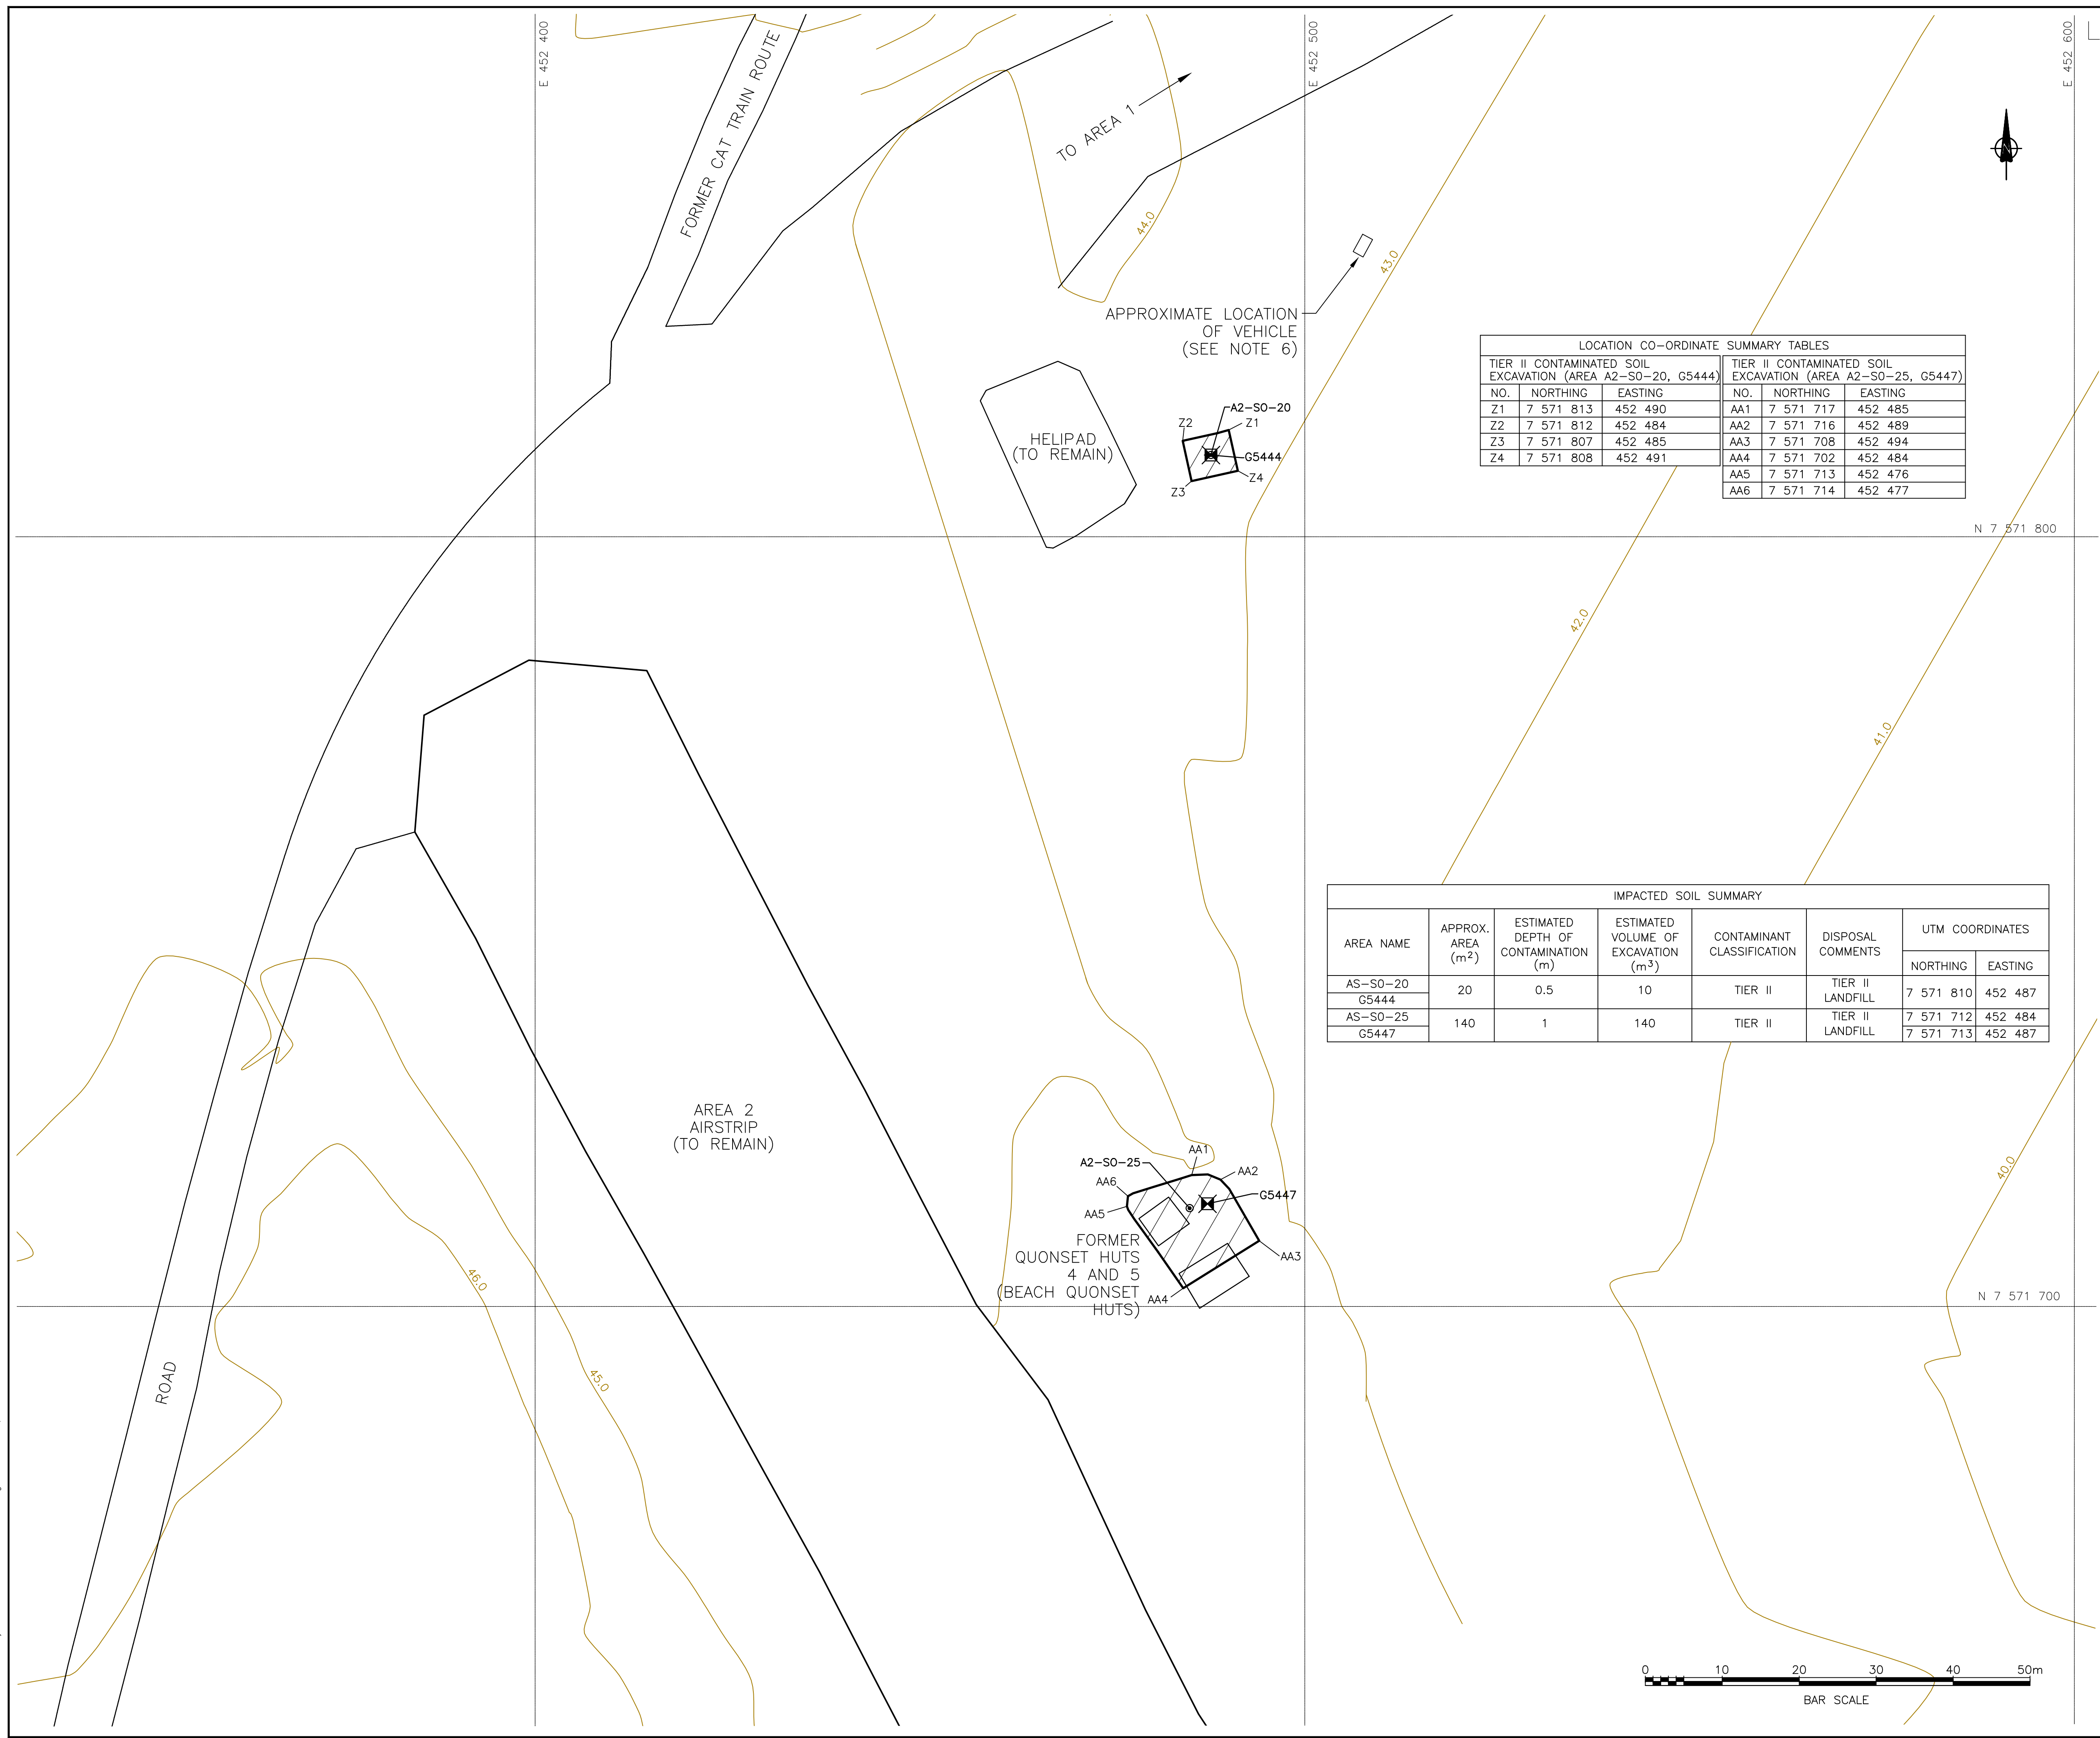 E 452 400
E 452 500
E 452 600
FORMER CAT TRAIN ROUTE
TO AREA 1
N
44.0
43.0
APPROXIMATE LOCATION
OF VEHICLE
(SEE NOTE 6)
LOCATION CO-ORDINATE SUMMARY TABLES
TIER II CONTAMINATED SOIL
EXCAVATION (AREA A2-SO-20, G5444)
NO. NORTHING EASTING
Z1 7 571 813 452 490
Z2 7 571 812 452 484
Z3 7 571 807 452 485
Z4 7 571 808 452 491
TIER II CONTAMINATED SOIL
EXCAVATION (AREA A2-SO-25, G5447)
NO. NORTHING EASTING
AA1 7 571 717 452 485
AA2 7 571 716 452 489
AA3 7 571 708 452 494
AA4 7 571 702 452 484
AA5 7 571 713 452 476
AA6 7 571 714 452 477
HELIPAD
(TO REMAIN)
A2-SO-20
Z2
Z1
G5444
Z4
Z3
N 7 571 800
42.0
41.0
IMPACTED SOIL SUMMARY
AREA NAME
APPROX.
AREA
(m2)
ESTIMATED
DEPTH OF
CONTAMINATION
(m)
ESTIMATED
VOLUME OF
EXCAVATION
(m3)
CONTAMINANT
CLASSIFICATION
DISPOSAL
COMMENTS
UTM COORDINATES
NORTHING EASTING
AS-SO-20
G5444
20 0.5 10 TIER II
TIER II
LANDFILL
7 571 810 452 487
AS-SO-25
G5447
140 1 140 TIER II
TIER II
LANDFILL
7 571 712 452 484
7 571 713 452 487
AREA 2
AIRSTRIP
(TO REMAIN)
AA1
A2-SO-25
AA2
AA6
G5447
AA5
FORMER
QUONSET HUTS
4 AND 5
(BEACH QUONSET
HUTS)
AA3
AA4
40.0
46.0
N 7 571 700
45.0
ROAD
0 10 20 30 40 50m
BAR SCALE